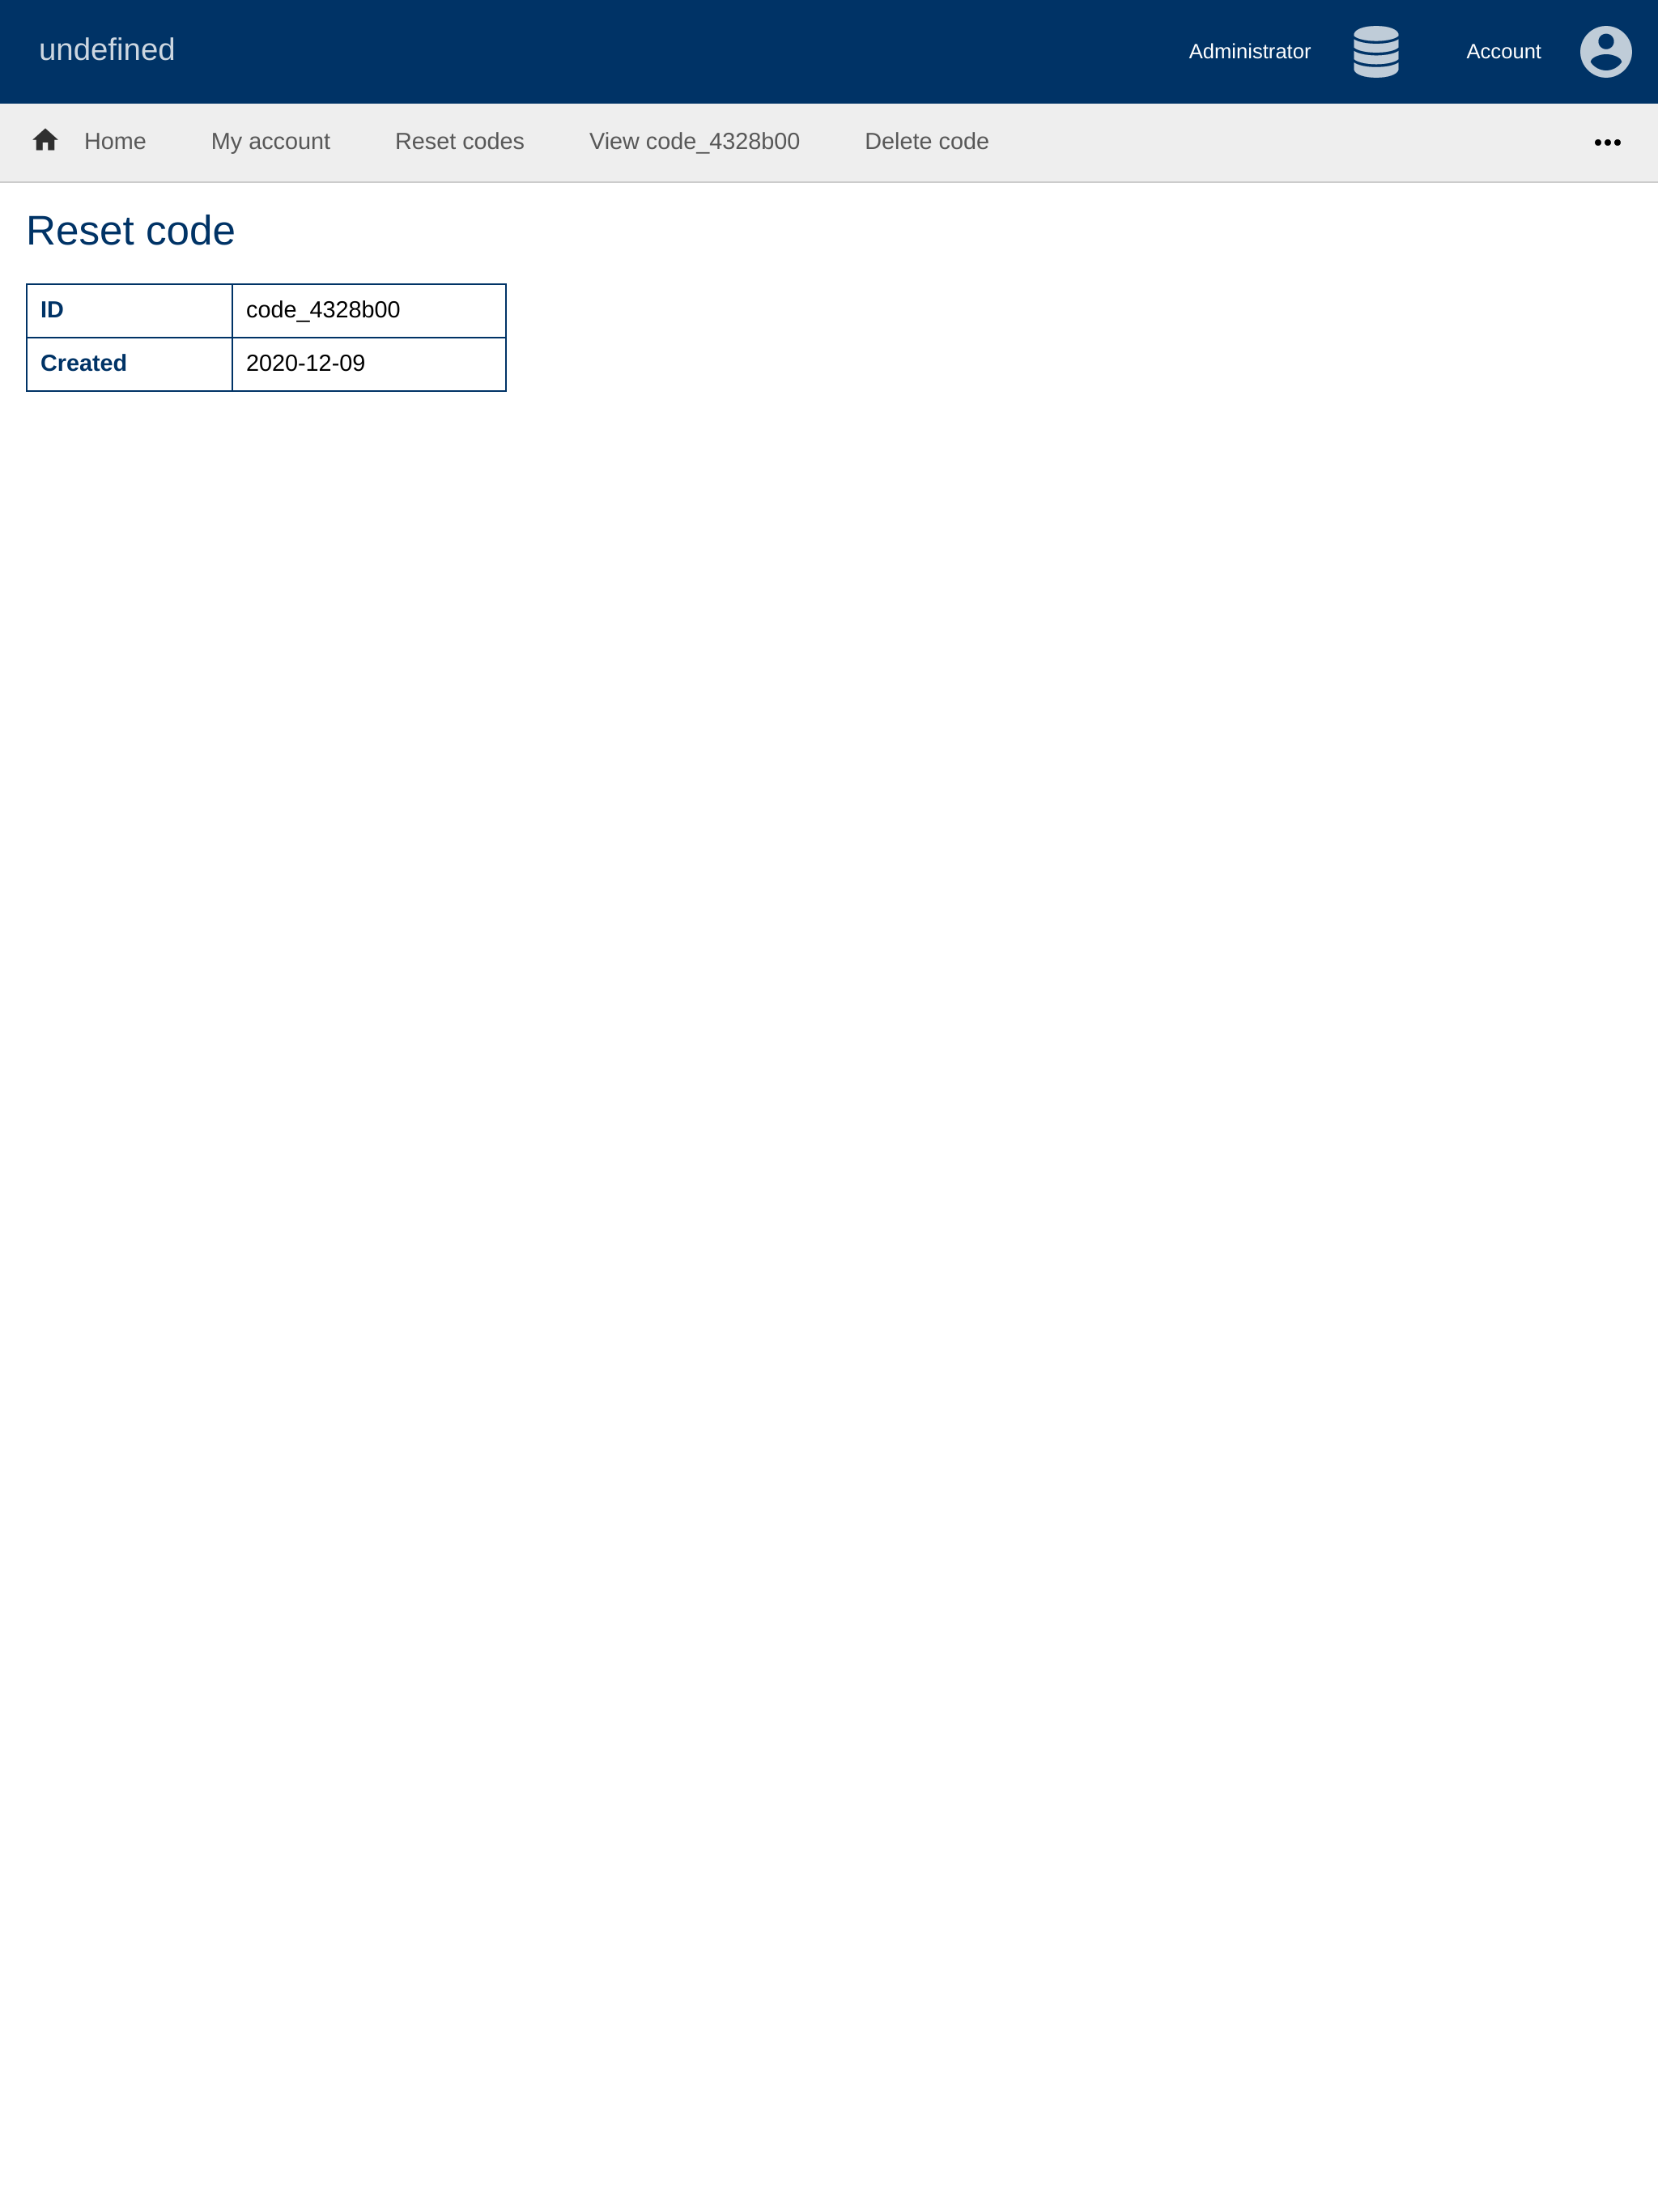 undefined Administrator Account
Home My account Reset codes View code_4328b00 Delete code
Reset code
ID code_4328b00
Created 2020-12-09